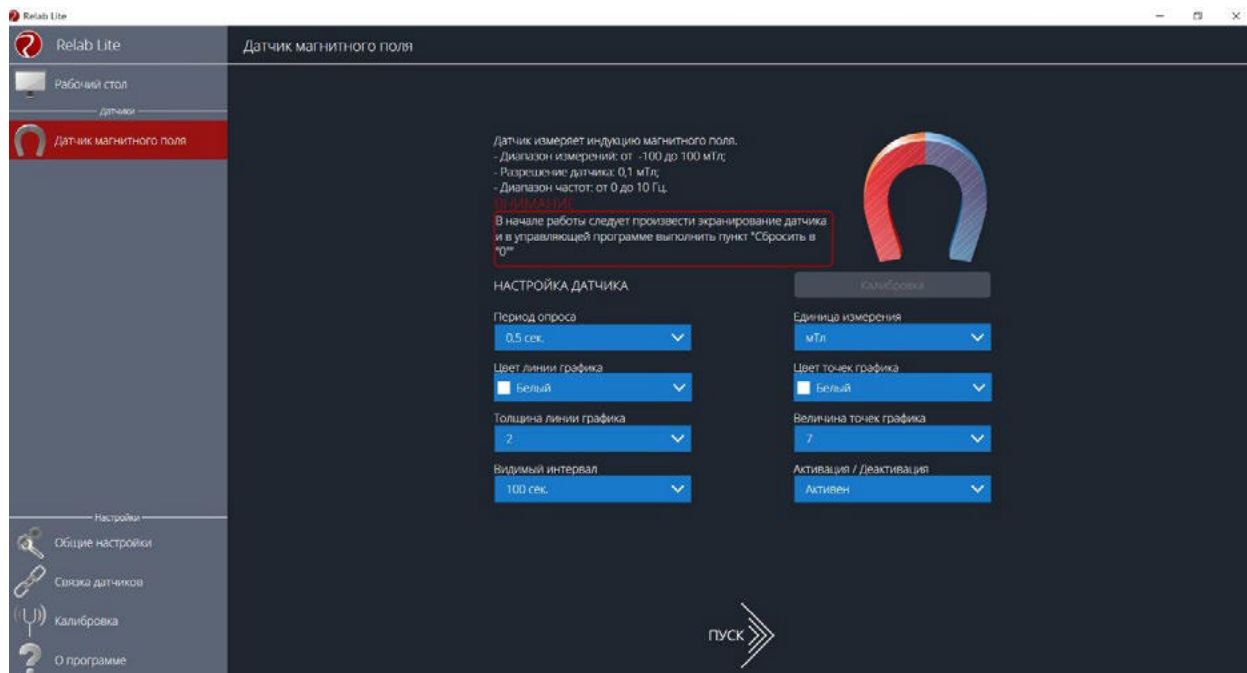 Relab Lite
Relab Lite
Датчик магнитного поля
Рабочий стол
Датчики
Датчик магнитного поля
Датчик измеряет индукцию магнитного поля.
- Диапазон измерений: от -100 до 100 мТл;
- Разрешение датчика: 0,1 мТл;
- Диапазон частот: от 0 до 10 Гц.
ВНИМАНИЕ
В начале работы следует произвести экранирование датчика
и в управляющей программе выполнить пункт "Сбросить в
"0""
НАСТРОЙКА ДАТЧИКА
Калибровка
Период опроса
0,5 сек.
Единица измерения
мТл
Цвет линии графика
Белый
Цвет точек графика
Белый
Толщина линии графика
2
Величина точек графика
7
Видимый интервал
100 сек.
Активация / Деактивация
Активен
Настройки
Общие настройки
Связка датчиков
Калибровка
О программе
ПУСК